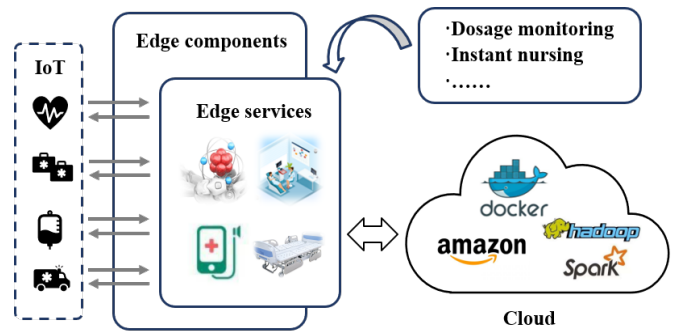 IoT
Edge components
Edge services
·Dosage monitoring
·Instant nursing
·......
docker
amazon
hadoop
Spark
Cloud